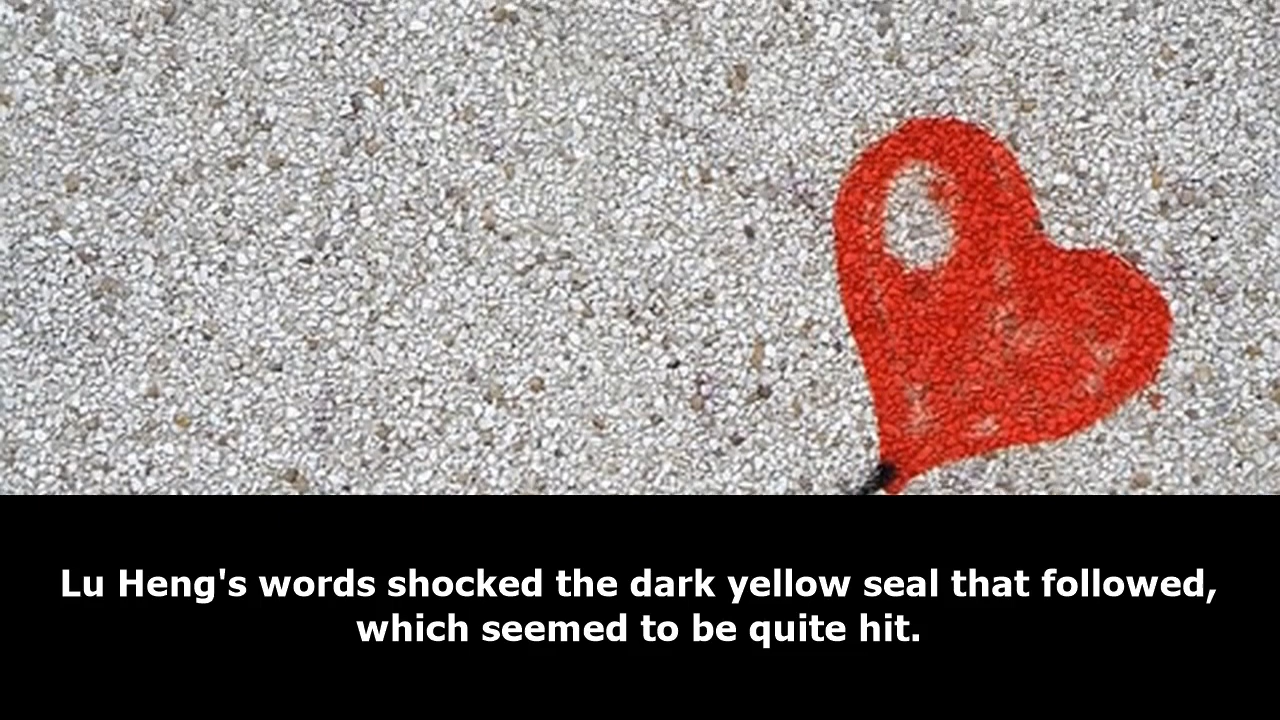 Lu Heng's words shocked the dark yellow seal that followed,
which seemed to be quite hit.